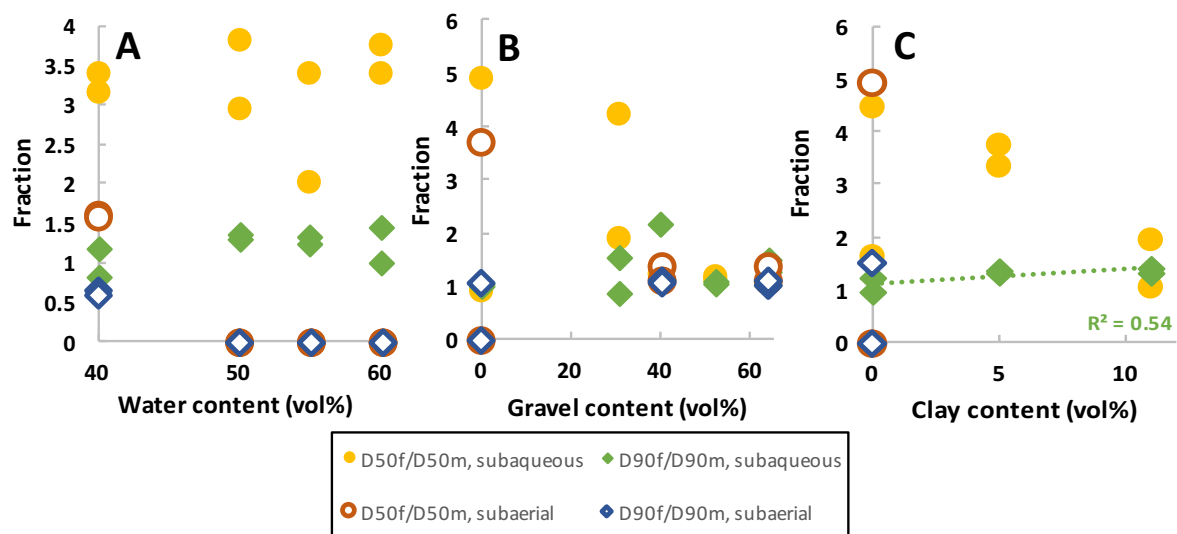 A
Fraction
4
3.5
3
2.5
2
1.5
1
0.5
0
40
50
60
Water content (vol%)
B
Fraction
6
5
4
3
2
1
0
0
20
40
60
Gravel content (vol%)
C
Fraction
6
5
4
3
2
1
0
R² = 0.54
0
5
10
Clay content (vol%)
D50f/D50m, subaqueous
D90f/D90m, subaqueous
D50f/D50m, subaerial
D90f/D90m, subaerial